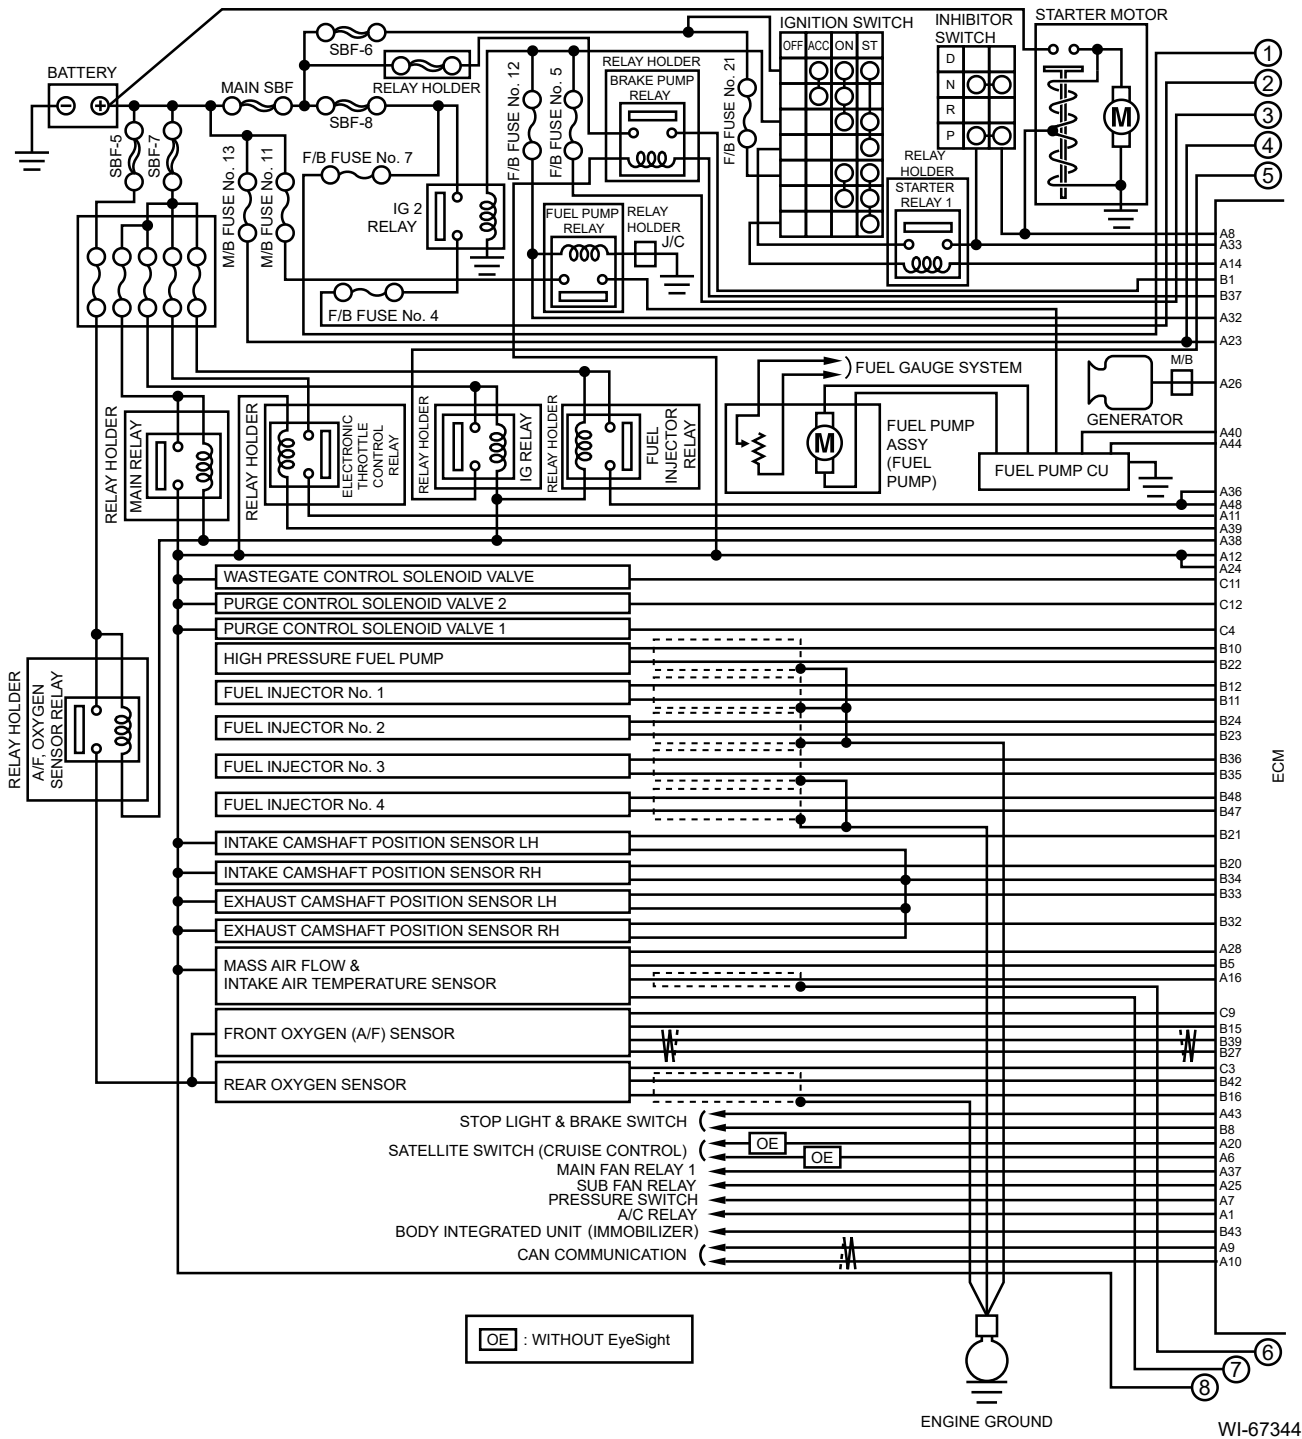 IGNITION SWITCH
OFF ACC ON ST
INHIBITOR
SWITCH
D
N
R
P
STARTER MOTOR
M
1
2
3
4
5
BATTERY
SBF-6
RELAY HOLDER
MAIN SBF
SBF-8
SBF-5
SBF-7
M/B FUSE No. 13
M/B FUSE No. 11
F/B FUSE No. 7
IG 2
RELAY
F/B FUSE No. 4
F/B FUSE No. 12
F/B FUSE No. 5
RELAY HOLDER
BRAKE PUMP
RELAY
F/B FUSE No. 21
FUEL PUMP
RELAY
RELAY
HOLDER
J/C
RELAY
HOLDER
STARTER
RELAY 1
A8
A33
A14
B1
B37
A32
A23
FUEL GAUGE SYSTEM
M
FUEL PUMP
ASSY
(FUEL
PUMP)
GENERATOR
M/B
A26
FUEL PUMP CU
A40
A44
RELAY HOLDER
MAIN RELAY
RELAY HOLDER
ELECTRONIC
THROTTLE
CONTROL
RELAY
RELAY HOLDER
IG RELAY
RELAY HOLDER
FUEL
INJECTOR
RELAY
A36
A48
A11
A39
A38
A12
A24
WASTEGATE CONTROL SOLENOID VALVE
C11
PURGE CONTROL SOLENOID VALVE 2
C12
PURGE CONTROL SOLENOID VALVE 1
C4
HIGH PRESSURE FUEL PUMP
B10
B22
FUEL INJECTOR No. 1
B12
B11
FUEL INJECTOR No. 2
B24
B23
RELAY HOLDER
A/F, OXYGEN
SENSOR RELAY
FUEL INJECTOR No. 3
B36
B35
ECM
FUEL INJECTOR No. 4
B48
B47
INTAKE CAMSHAFT POSITION SENSOR LH
B21
INTAKE CAMSHAFT POSITION SENSOR RH
B20
B34
EXHAUST CAMSHAFT POSITION SENSOR LH
B33
EXHAUST CAMSHAFT POSITION SENSOR RH
B32
MASS AIR FLOW &
INTAKE AIR TEMPERATURE SENSOR
A28
B5
A16
FRONT OXYGEN (A/F) SENSOR
C9
B15
B39
B27
REAR OXYGEN SENSOR
C3
B42
B16
STOP LIGHT & BRAKE SWITCH
A43
B8
SATELLITE SWITCH (CRUISE CONTROL)
OE
OE
A20
A6
MAIN FAN RELAY 1
A37
SUB FAN RELAY
A25
PRESSURE SWITCH
A7
A/C RELAY
A1
BODY INTEGRATED UNIT (IMMOBILIZER)
B43
CAN COMMUNICATION
A9
A10
OE : WITHOUT EyeSight
6
7
8
ENGINE GROUND
WI-67344